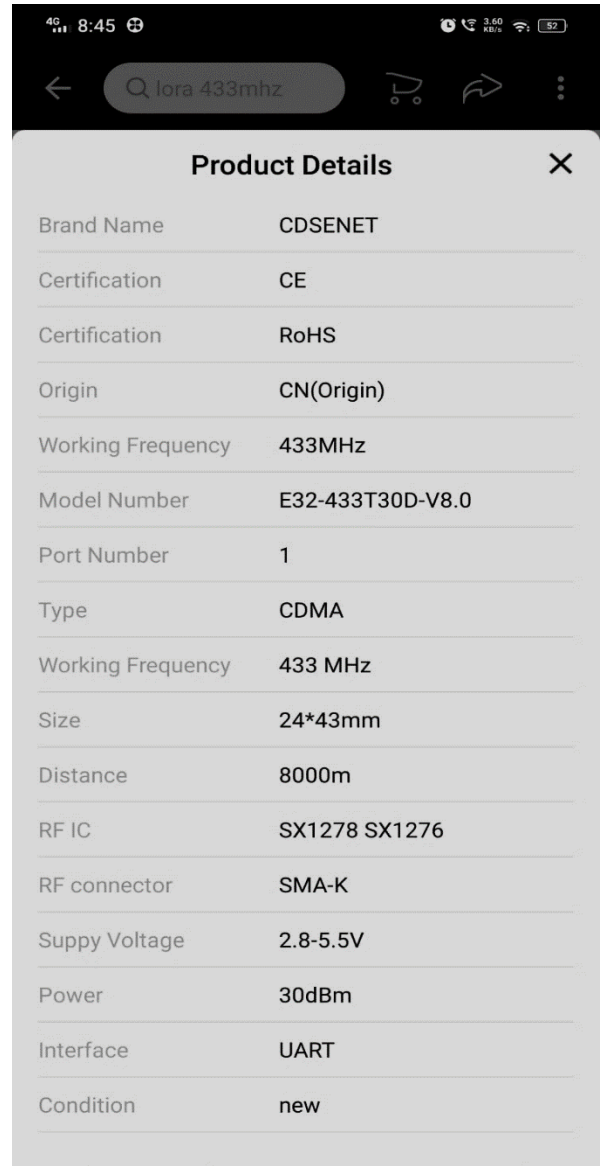 4G 8:45 3.60 KB/s 52
lora 433mhz
Product Details
Brand Name CDSENET
Certification CE
Certification RoHS
Origin CN(Origin)
Working Frequency 433MHz
Model Number E32-433T30D-V8.0
Port Number 1
Type CDMA
Working Frequency 433 MHz
Size 24*43mm
Distance 8000m
RF IC SX1278 SX1276
RF connector SMA-K
Suppy Voltage 2.8-5.5V
Power 30dBm
Interface UART
Condition new